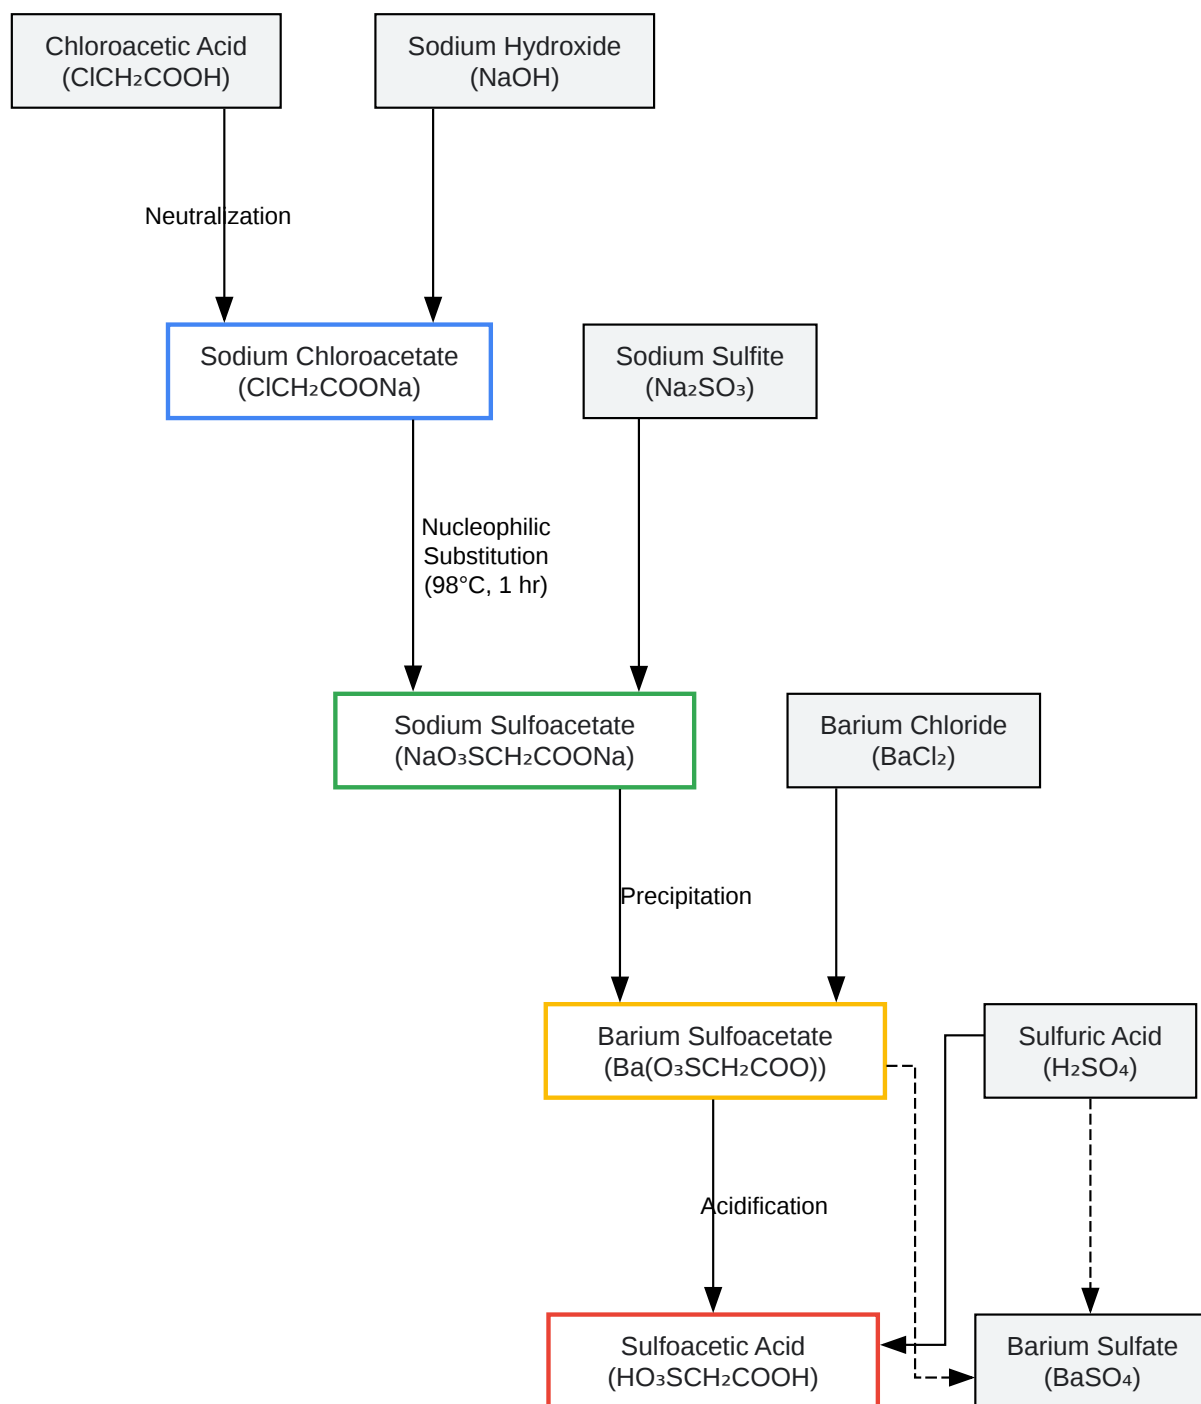 Chloroacetic Acid
(ClCH₂COOH)
Sodium Hydroxide
(NaOH)
Neutralization
Sodium Chloroacetate
(ClCH₂COONa)
Sodium Sulfite
(Na₂SO₃)
Nucleophilic
Substitution
(98°C, 1 hr)
Sodium Sulfoacetate
(NaO₃SCH₂COONa)
Barium Chloride
(BaCl₂)
Precipitation
Barium Sulfoacetate
(Ba(O₃SCH₂COO))
Sulfuric Acid
(H₂SO₄)
Acidification
Sulfoacetic Acid
(HO₃SCH₂COOH)
Barium Sulfate
(BaSO₄)